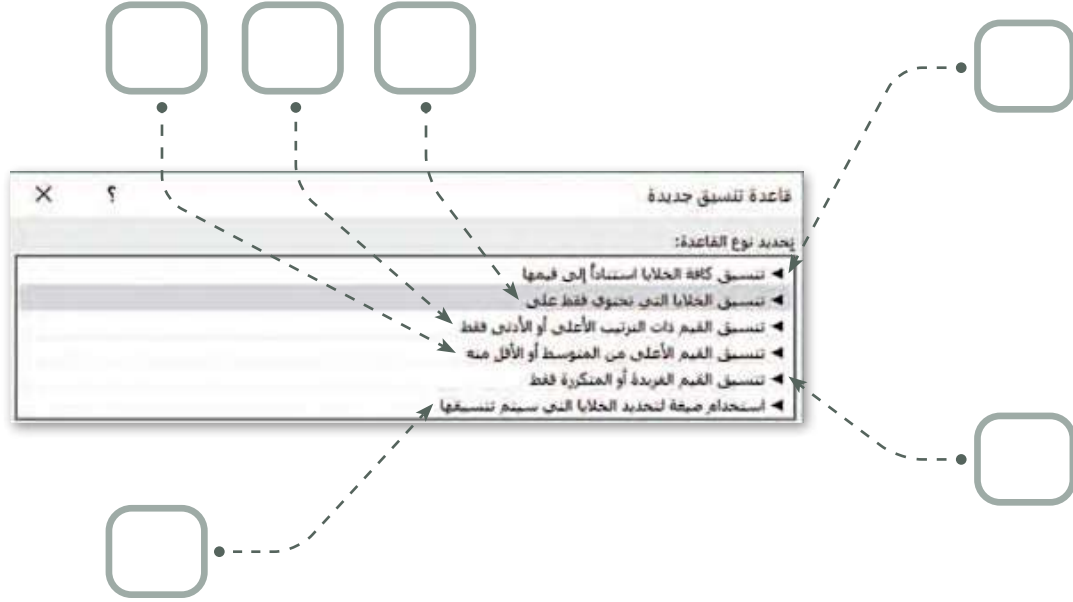 قاعدة تنسيق جديدة ؟ ×
تحديد نوع القاعدة:
◄ تنسيق كافة الخلايا استناداً إلى قيمها
◄ تنسيق الخلايا التي تحتوي فقط على
◄ تنسيق القيم ذات الترتيب الأعلى أو الأدنى فقط
◄ تنسيق القيم الأعلى من المتوسط أو الأقل منه
◄ تنسيق القيم الفريدة أو المتكررة فقط
◄ استخدام صيغة لتحديد الخلايا التي سيتم تنسيقها